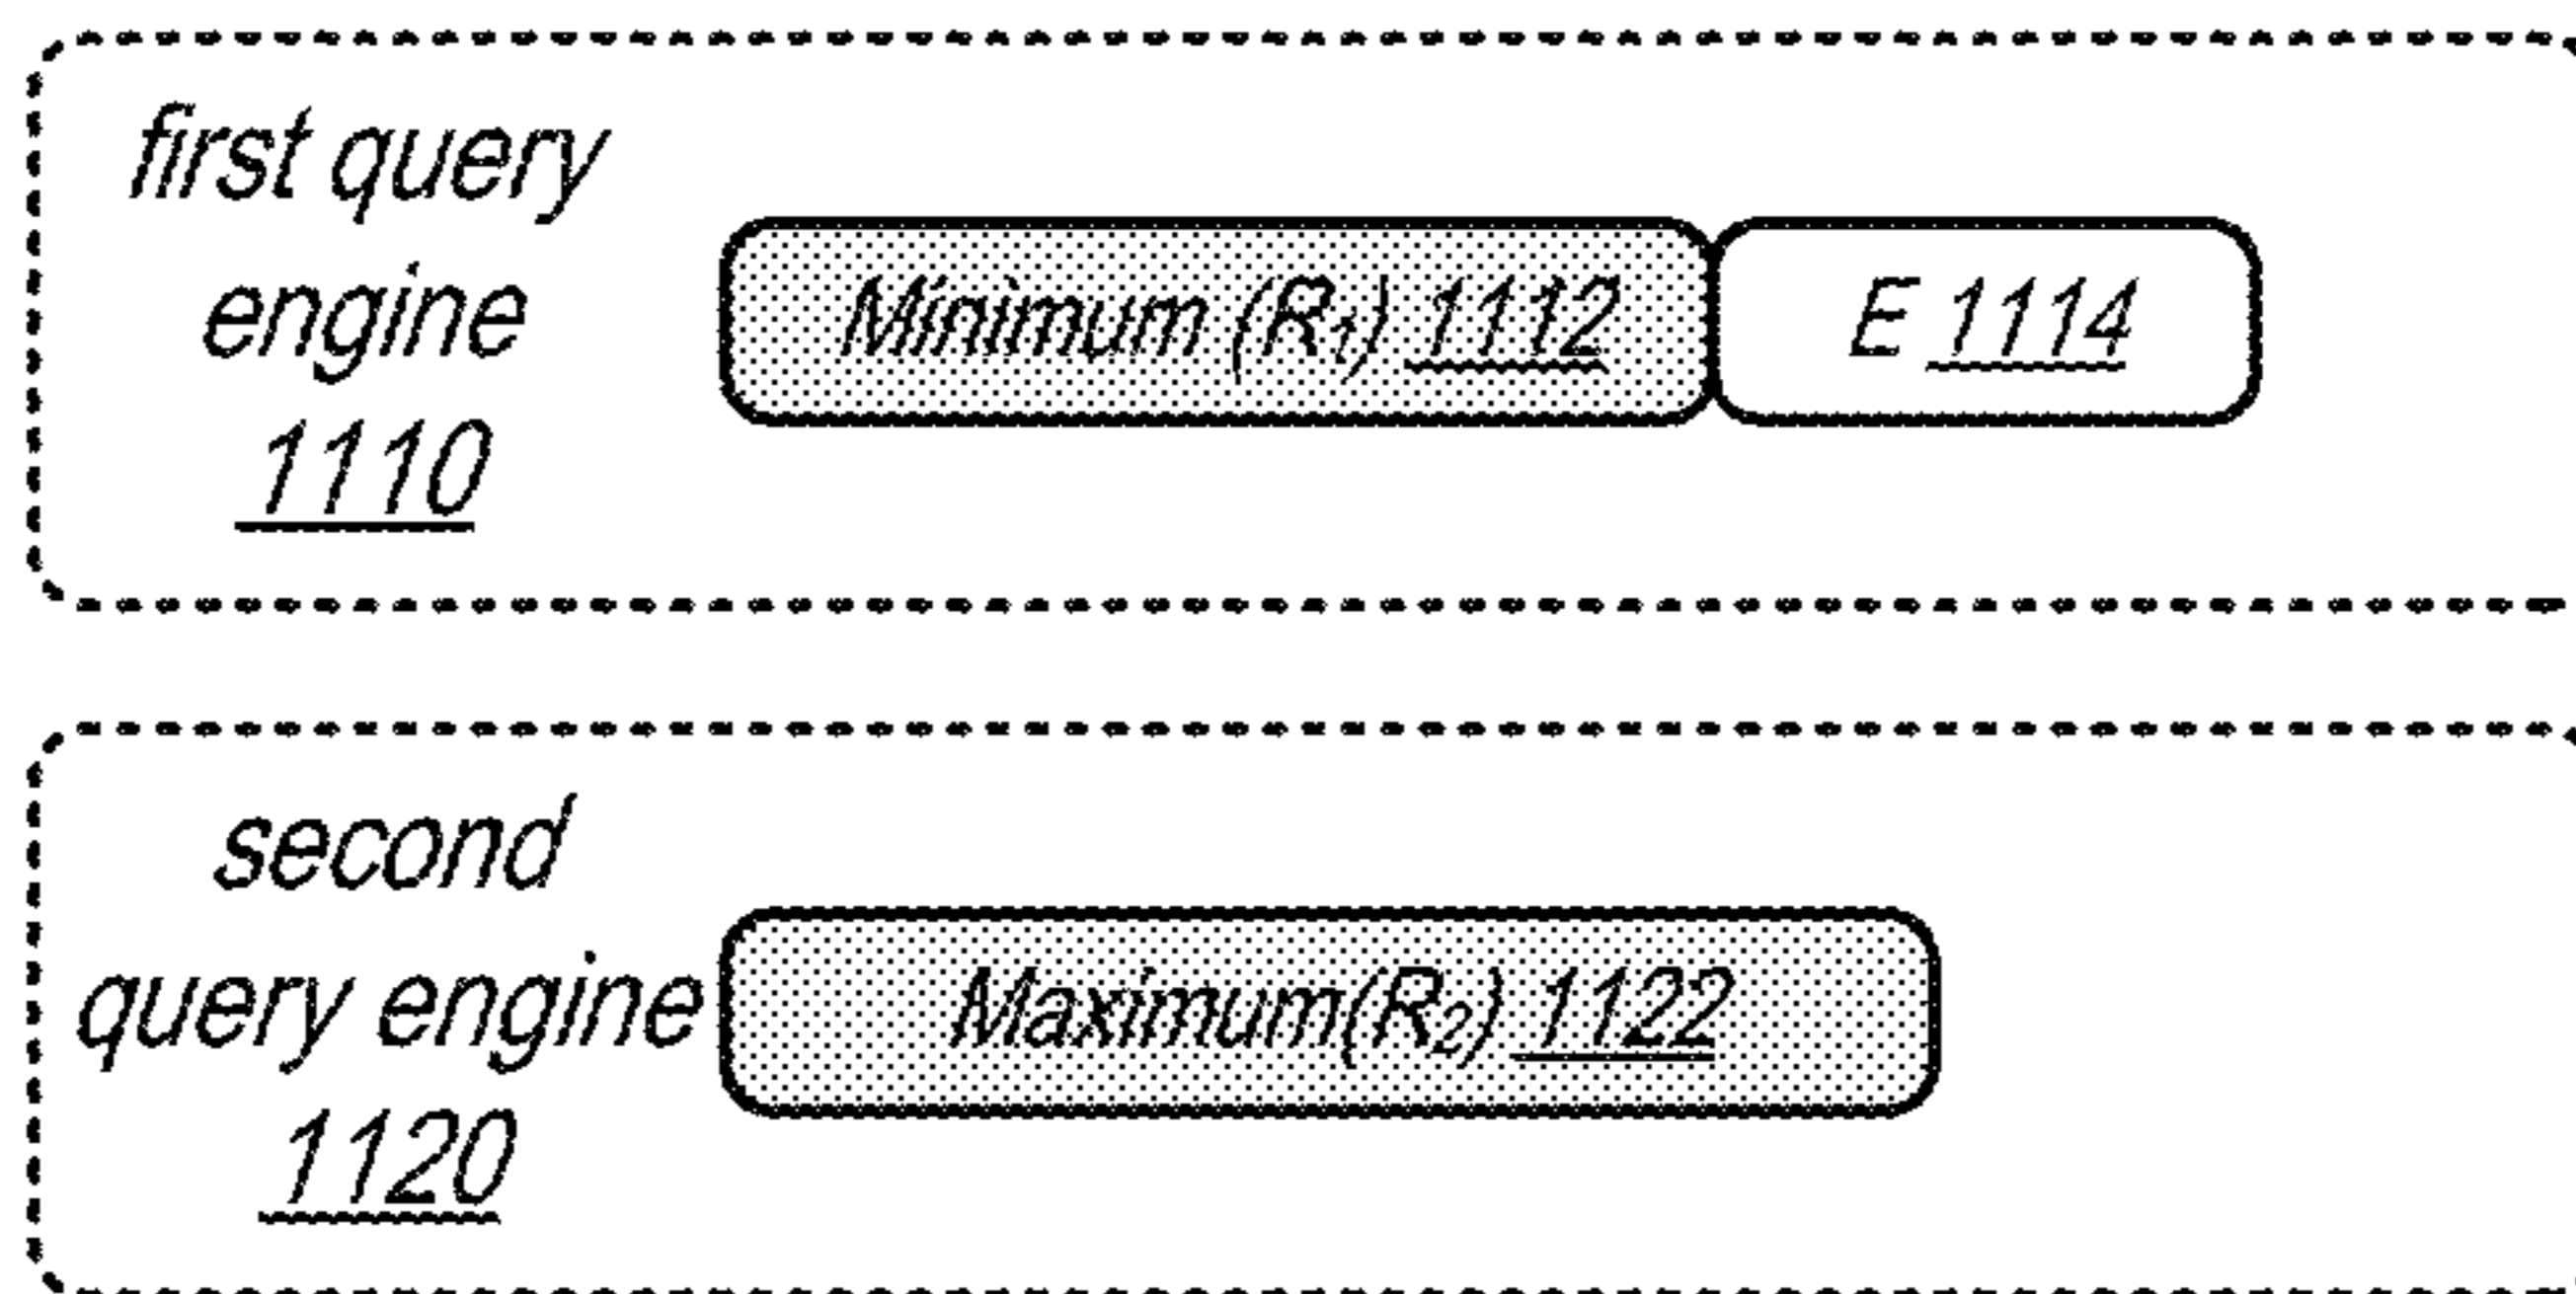 first query
engine
1110
Minimum (R₁) 1112
E 1114
second
query engine
1120
Maximum(R₂) 1122